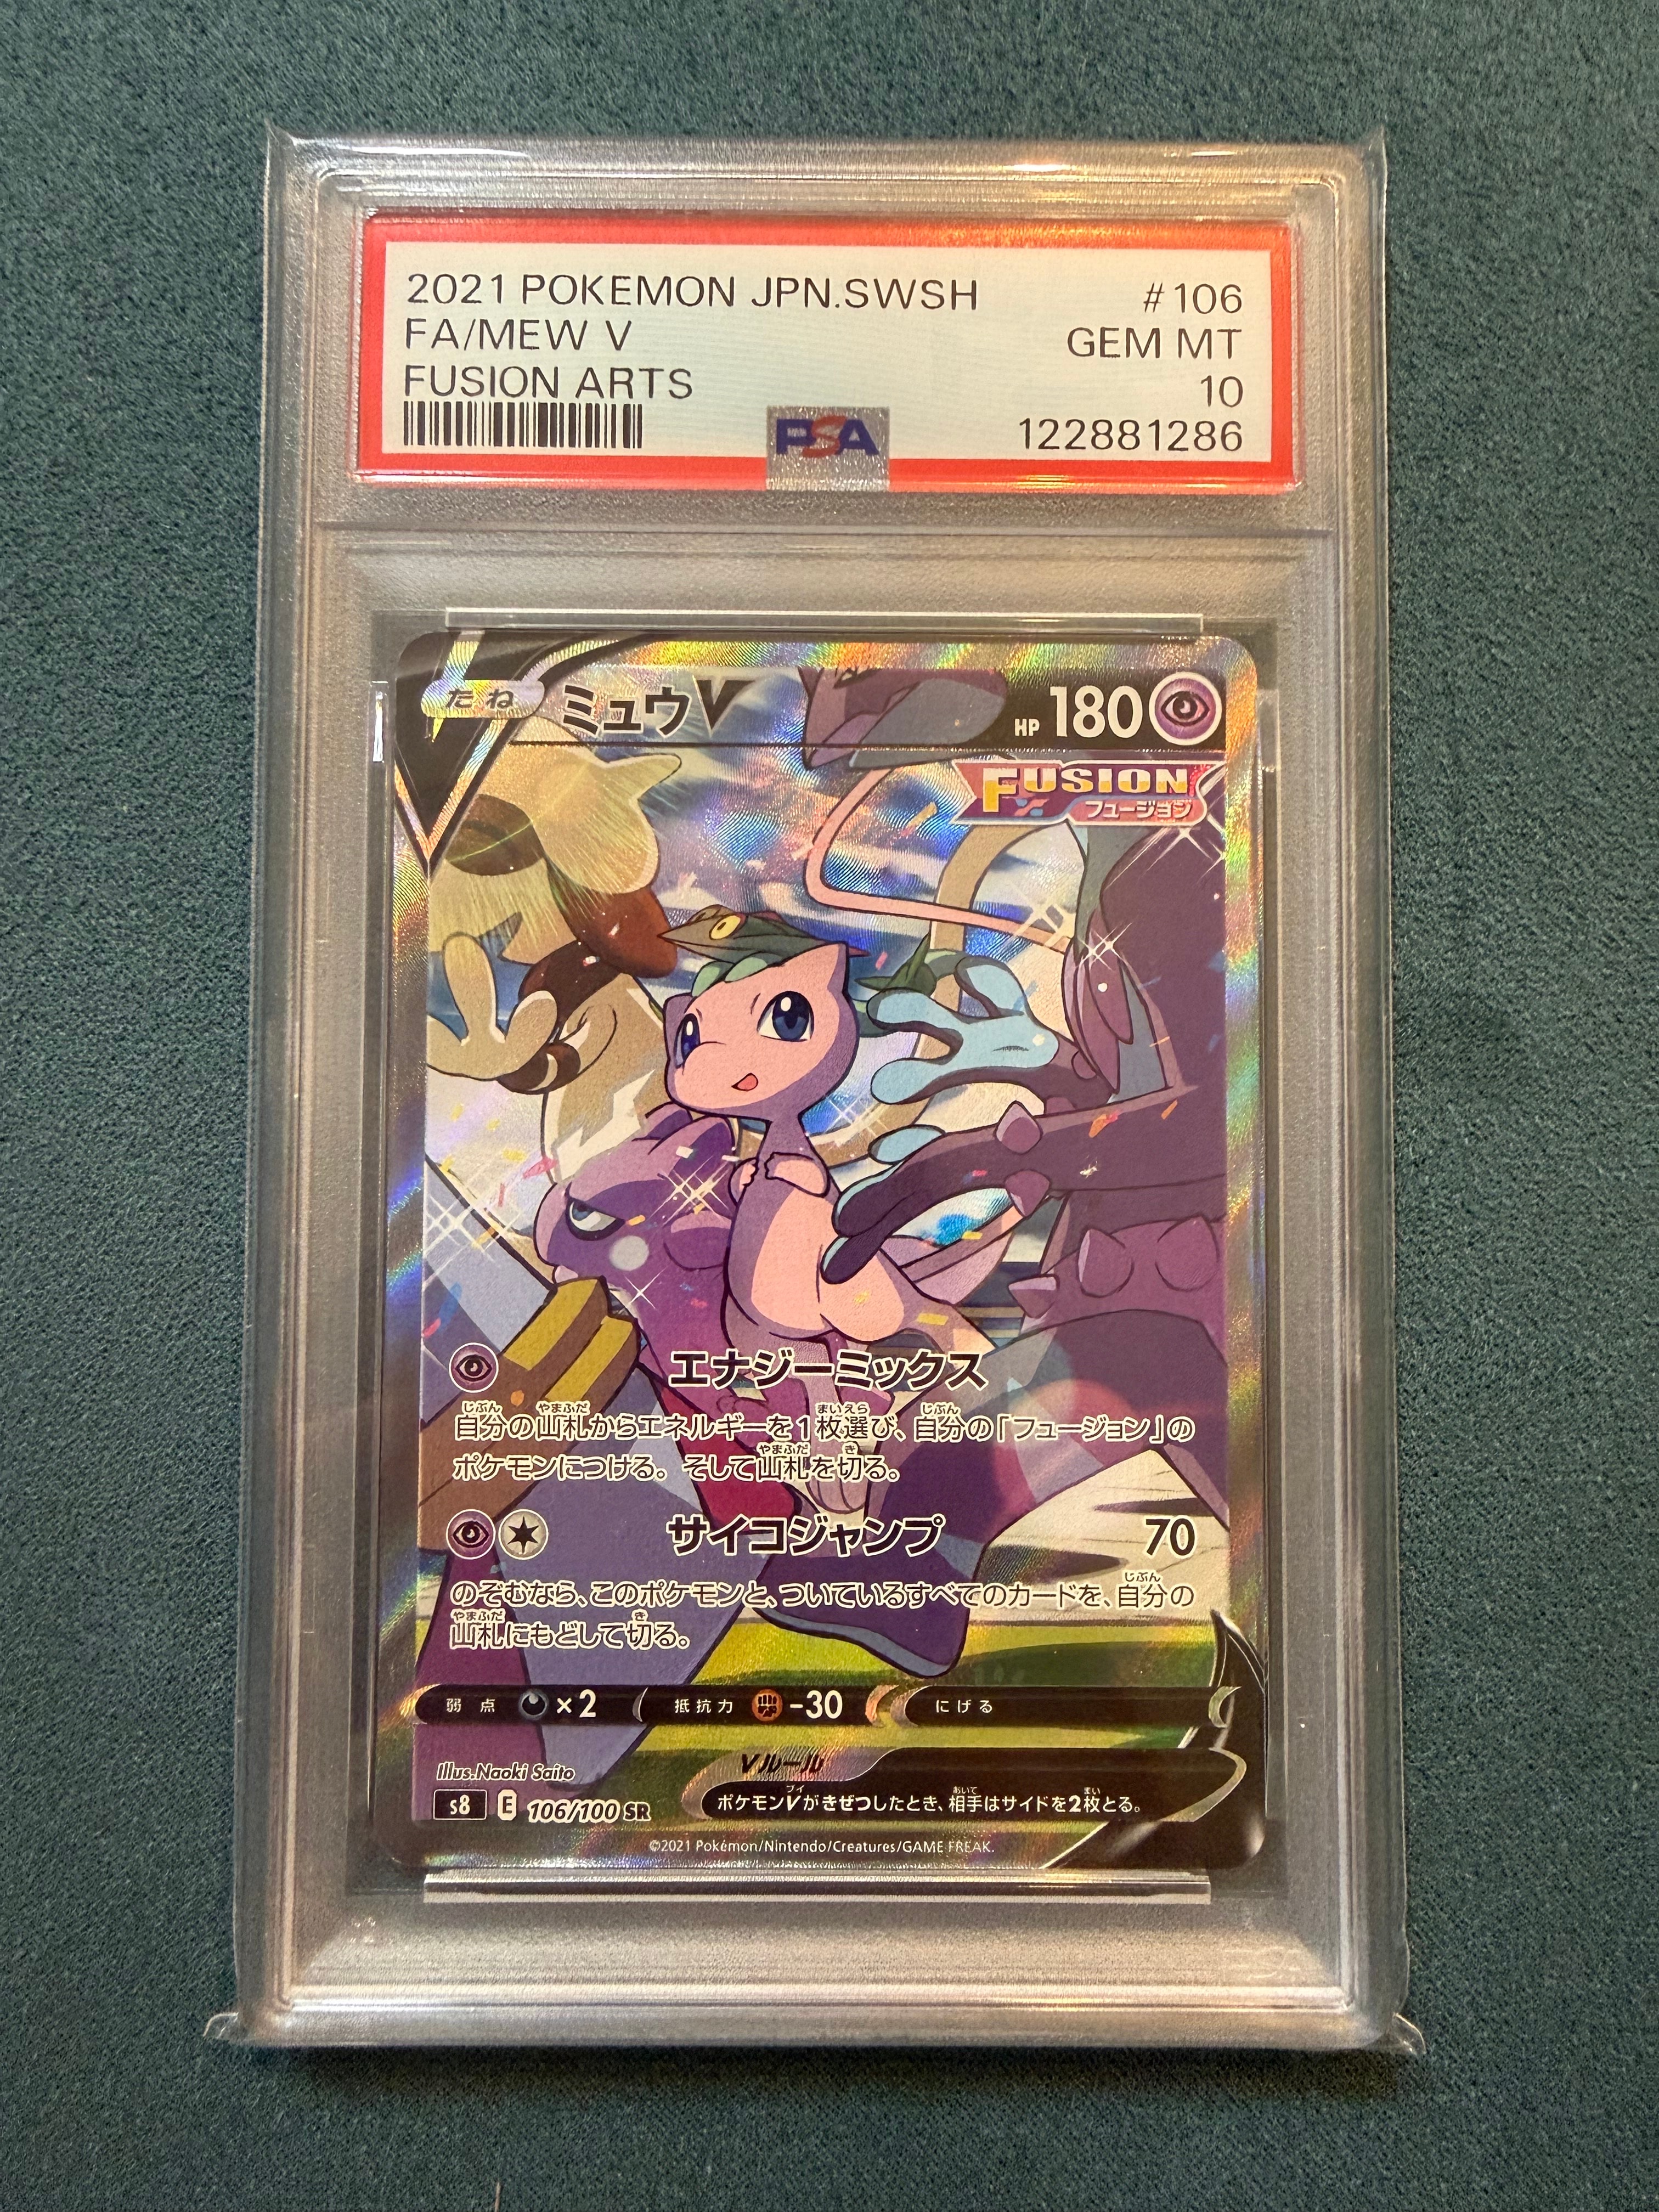 2021 POKEMON JPN.SWSH #106
FA/MEW V GEM MT
FUSION ARTS 10
PSA 122881286
たね ミュウV HP 180
FUSION
フュージョン
エナジーミックス
自分の山札からエネルギーを1枚選び、自分の「フュージョン」の
ポケモンにつける。そして山札を切る。
サイコジャンプ 70
のぞむなら、このポケモンと、ついているすべてのカードを、自分の
山札にもどして切る。
弱点 ×2 抵抗力 -30 にげる
Illus.Naoki Saito
Vルール
s8 E 106/100 SR ポケモンVがきぜつしたとき、相手はサイドを2枚とる。
©2021 Pokémon/Nintendo/Creatures/GAME FREAK.